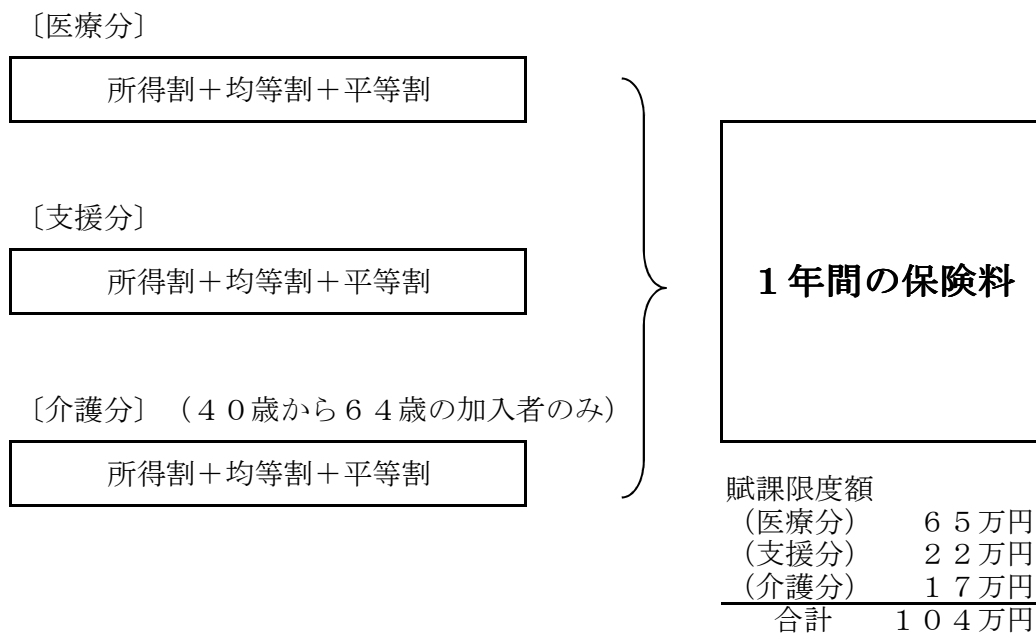 〔医療分〕
所得割＋均等割＋平等割
〔支援分〕
所得割＋均等割＋平等割
〔介護分〕（４０歳から６４歳の加入者のみ）
所得割＋均等割＋平等割
１年間の保険料
賦課限度額
（医療分）　６５万円
（支援分）　２２万円
（介護分）　１７万円
合計　１０４万円